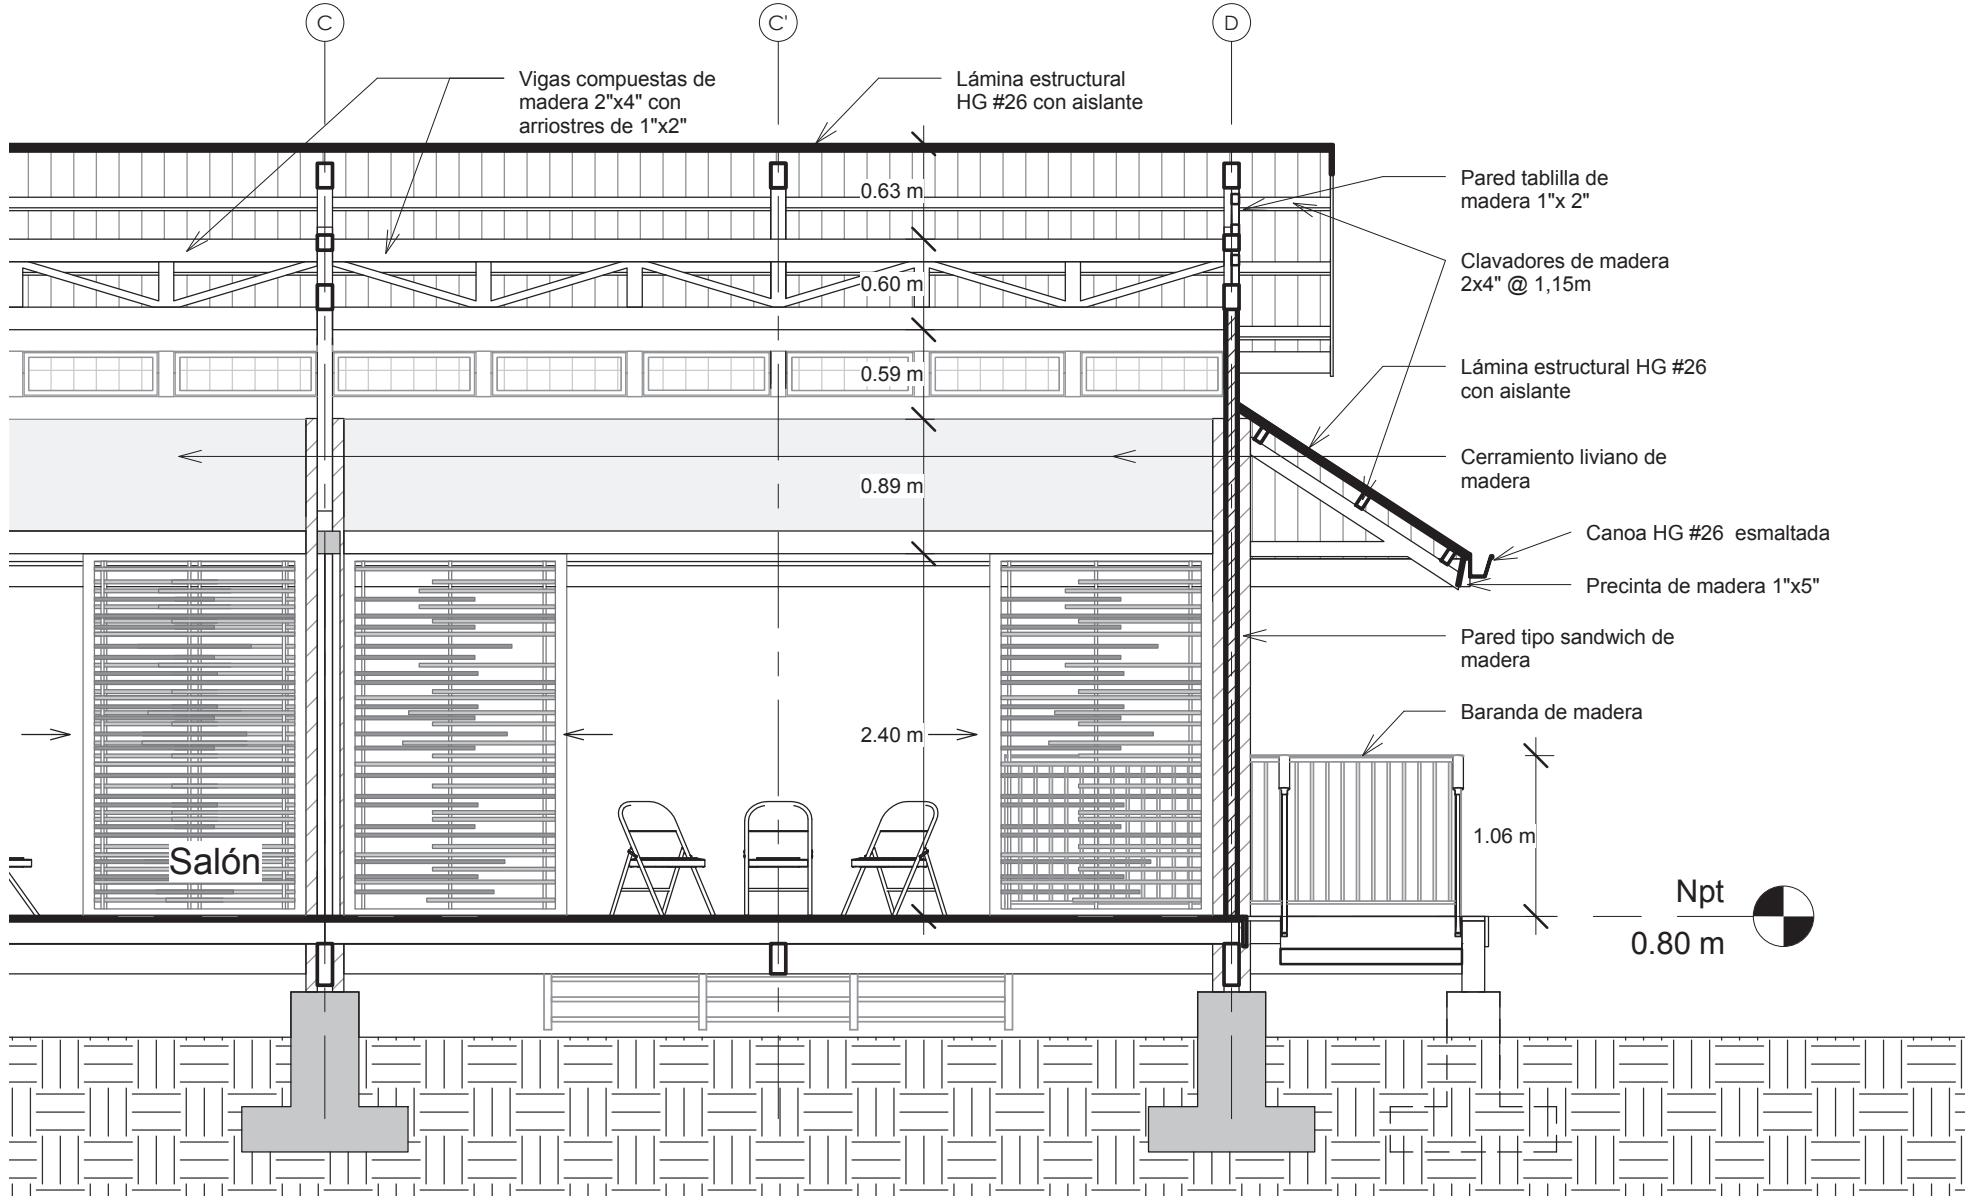 C
C'
D
Vigas compuestas de
madera 2"x4" con
arriostres de 1"x2"
Lámina estructural
HG #26 con aislante
Pared tablilla de
madera 1"x 2"
0.63 m
Clavadores de madera
2x4" @ 1,15m
0.60 m
Lámina estructural HG #26
con aislante
0.59 m
Cerramiento liviano de
madera
0.89 m
Canoa HG #26  esmaltada
Precinta de madera 1"x5"
Pared tipo sandwich de
madera
Baranda de madera
2.40 m
1.06 m
Salón
Npt
0.80 m